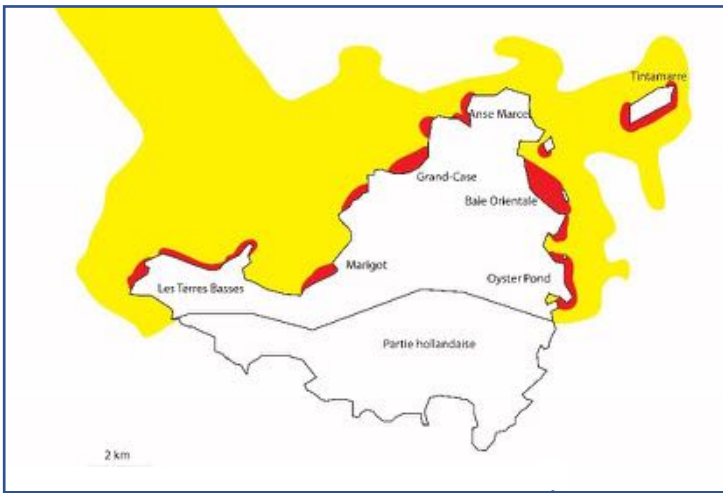 Tintamarre
Anse Marcel
Grand-Case
Baie Orientale
Marigot
Oyster Pond
Les Terres Basses
Partie hollandaise
2 km